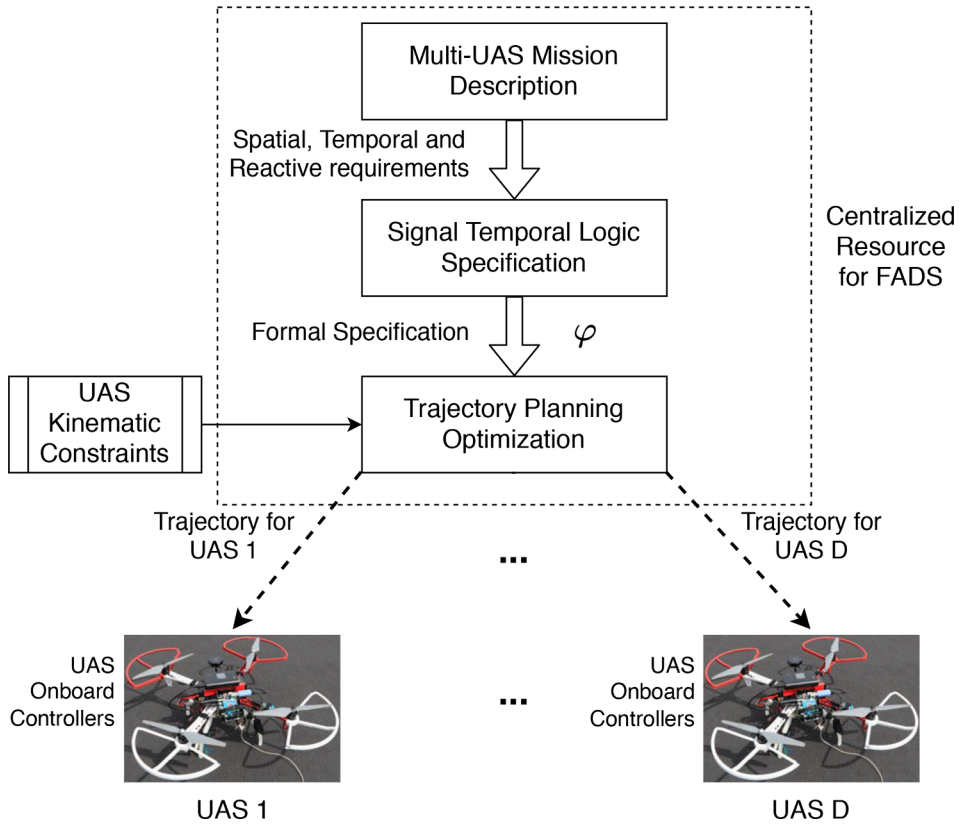 Multi-UAS Mission
Description
Spatial, Temporal and
Reactive requirements
Signal Temporal Logic
Specification
Centralized
Resource
for FADS
Formal Specification
φ
UAS
Kinematic
Constraints
Trajectory Planning
Optimization
Trajectory for
UAS 1
...
Trajectory for
UAS D
UAS
Onboard
Controllers
...
UAS
Onboard
Controllers
UAS 1
UAS D